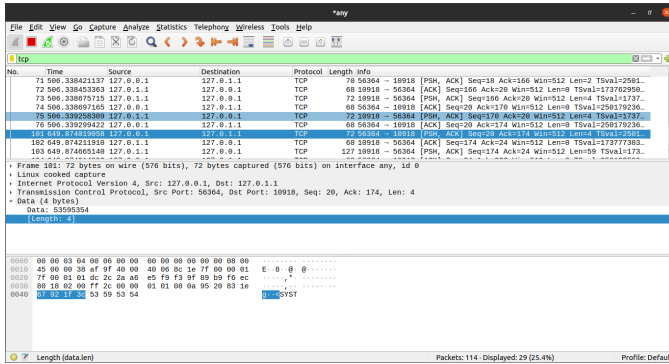 *any
File Edit View Go Capture Analyze Statistics Telephony Wireless Tools Help
tcp
No. Time Source Destination Protocol Length Info
71 506.338421137 127.0.0.1 127.0.1.1 TCP 70 56364 → 10918 [PSH, ACK] Seq=18 Ack=166 Win=512 Len=2 TSval=2501…
72 506.338453363 127.0.1.1 127.0.0.1 TCP 68 10918 → 56364 [ACK] Seq=166 Ack=20 Win=512 Len=0 TSval=173762950…
73 506.338675715 127.0.1.1 127.0.0.1 TCP 72 10918 → 56364 [PSH, ACK] Seq=166 Ack=20 Win=512 Len=4 TSval=1737…
74 506.338697165 127.0.0.1 127.0.1.1 TCP 68 56364 → 10918 [ACK] Seq=20 Ack=170 Win=512 Len=0 TSval=250179236…
75 506.339258309 127.0.1.1 127.0.0.1 TCP 72 10918 → 56364 [PSH, ACK] Seq=170 Ack=20 Win=512 Len=4 TSval=1737…
76 506.339299422 127.0.0.1 127.0.1.1 TCP 68 56364 → 10918 [ACK] Seq=20 Ack=174 Win=512 Len=0 TSval=250179236…
101 649.874019058 127.0.0.1 127.0.1.1 TCP 72 56364 → 10918 [PSH, ACK] Seq=20 Ack=174 Win=512 Len=4 TSval=2501…
102 649.874211910 127.0.1.1 127.0.0.1 TCP 68 10918 → 56364 [ACK] Seq=174 Ack=24 Win=512 Len=0 TSval=173777303…
103 649.874665140 127.0.1.1 127.0.0.1 TCP 127 10918 → 56364 [PSH, ACK] Seq=174 Ack=24 Win=512 Len=59 TSval=173…
Frame 101: 72 bytes on wire (576 bits), 72 bytes captured (576 bits) on interface any, id 0
Linux cooked capture
Internet Protocol Version 4, Src: 127.0.0.1, Dst: 127.0.1.1
Transmission Control Protocol, Src Port: 56364, Dst Port: 10918, Seq: 20, Ack: 174, Len: 4
Data (4 bytes)
Data: 53595354
[Length: 4]
0000 00 00 03 04 00 06 00 00 00 00 00 00 00 00 08 00 ········ ········
0010 45 00 00 38 af 9f 40 00 40 06 8c 1e 7f 00 00 01 E··8··@· @·······
0020 7f 00 01 01 dc 2c 2a a6 e5 f9 f3 9f 89 b9 f6 ec ·····,*· ········
0030 80 18 02 00 ff 2c 00 00 01 01 08 0a 95 20 83 1e ·····,·· ····· ··
0040 67 92 1f 3c 53 59 53 54 g··<SYST
Length (data.len) Packets: 114 · Displayed: 29 (25.4%) Profile: Defaul